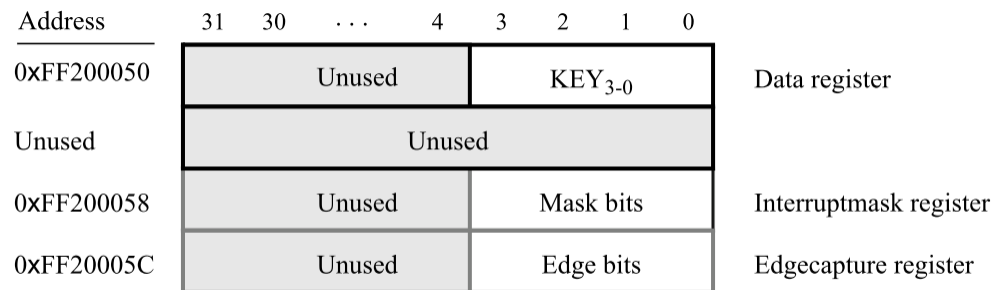 Address 31 30 · · · 4 3 2 1 0
0xFF200050 Unused KEY3-0 Data register
Unused Unused
0xFF200058 Unused Mask bits Interruptmask register
0xFF20005C Unused Edge bits Edgecapture register